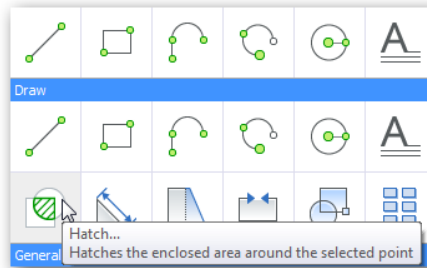 A
Draw
A
General
Hatch...
Hatches the enclosed area around the selected point